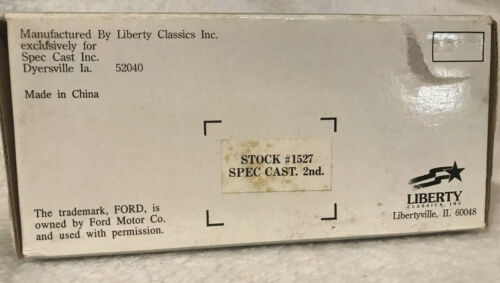 Manufactured By Liberty Classics Inc.
exclusively for
Spec Cast Inc.
Dyersville Ia. 52040
Made in China
STOCK #1527
SPEC CAST. 2nd.
The trademark, FORD, is
owned by Ford Motor Co.
and used with permission.
LIBERTY
CLASSICS, INC
Libertyville, IL 60048